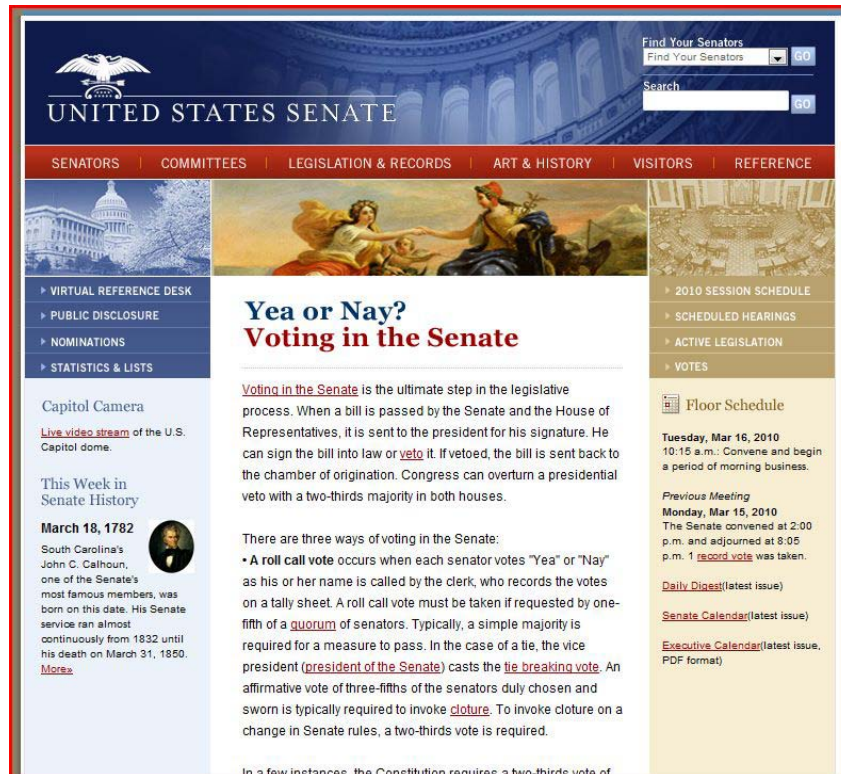 Find Your Senators
Find Your Senators
GO
Search
GO
UNITED STATES SENATE
SENATORS
COMMITTEES
LEGISLATION & RECORDS
ART & HISTORY
VISITORS
REFERENCE
VIRTUAL REFERENCE DESK
PUBLIC DISCLOSURE
NOMINATIONS
STATISTICS & LISTS
Capitol Camera
Live video stream of the U.S.
Capitol dome.
This Week in
Senate History
March 18, 1782
South Carolina's
John C. Calhoun,
one of the Senate's
most famous members, was
born on this date. His Senate
service ran almost
continuously from 1832 until
his death on March 31, 1850.
More»
Yea or Nay?
Voting in the Senate
Voting in the Senate is the ultimate step in the legislative
process. When a bill is passed by the Senate and the House of
Representatives, it is sent to the president for his signature. He
can sign the bill into law or veto it. If vetoed, the bill is sent back to
the chamber of origination. Congress can overturn a presidential
veto with a two-thirds majority in both houses.
There are three ways of voting in the Senate:
• A roll call vote occurs when each senator votes "Yea" or "Nay"
as his or her name is called by the clerk, who records the votes
on a tally sheet. A roll call vote must be taken if requested by one-
fifth of a quorum of senators. Typically, a simple majority is
required for a measure to pass. In the case of a tie, the vice
president (president of the Senate) casts the tie breaking vote. An
affirmative vote of three-fifths of the senators duly chosen and
sworn is typically required to invoke cloture. To invoke cloture on a
change in Senate rules, a two-thirds vote is required.
In a few instances, the Constitution requires a two-thirds vote of
2010 SESSION SCHEDULE
SCHEDULED HEARINGS
ACTIVE LEGISLATION
VOTES
Floor Schedule
Tuesday, Mar 16, 2010
10:15 a.m.: Convene and begin
a period of morning business.
Previous Meeting
Monday, Mar 15, 2010
The Senate convened at 2:00
p.m. and adjourned at 8:05
p.m. 1 record vote was taken.
Daily Digest(latest issue)
Senate Calendar(latest issue)
Executive Calendar(latest issue,
PDF format)